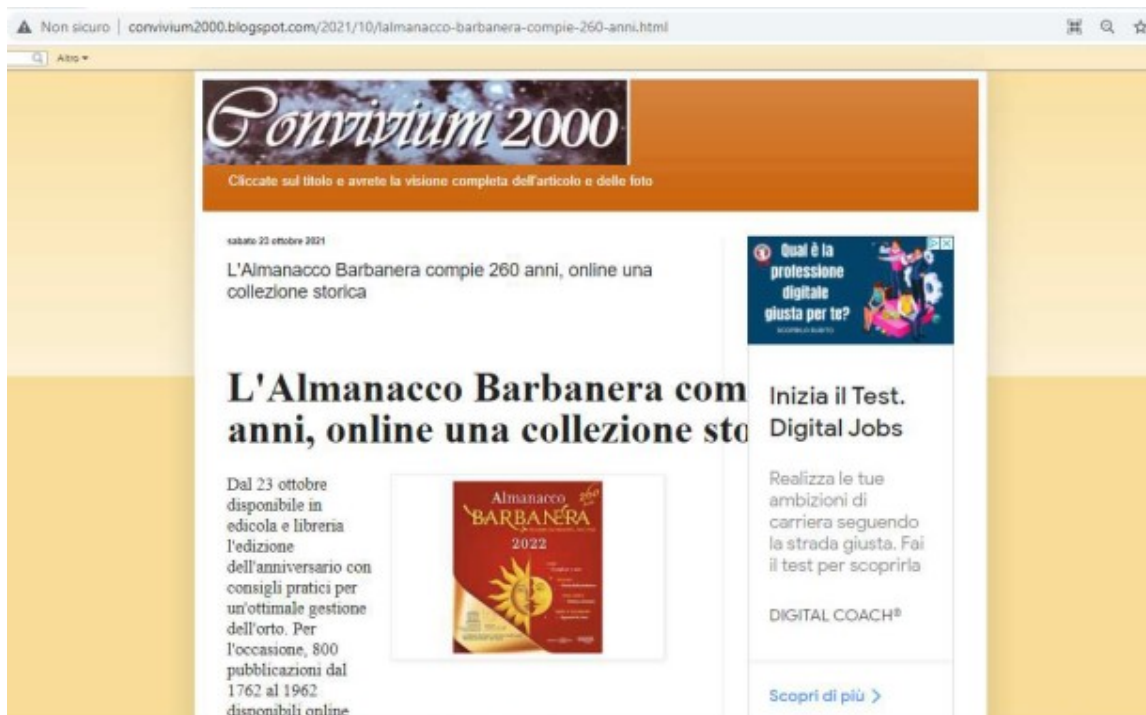 Non sicuro | convivium2000.blogspot.com/2021/10/lalmanacco-barbanera-compie-260-anni.html
Altro
Convivium 2000
Cliccate sul titolo e avrete la visione completa dell'articolo e delle foto
sabato 23 ottobre 2021
L'Almanacco Barbanera compie 260 anni, online una
collezione storica
L'Almanacco Barbanera com
anni, online una collezione sto
Dal 23 ottobre
disponibile in
edicola e libreria
l'edizione
dell'anniversario con
consigli pratici per
un'ottimale gestione
dell'orto. Per
l'occasione, 800
pubblicazioni dal
1762 al 1962
disponibili online
Almanacco
260
BARBANERA
2022
Qual è la
professione
digitale
giusta per te?
SCOPRILO SUBITO
Inizia il Test.
Digital Jobs
Realizza le tue
ambizioni di
carriera seguendo
la strada giusta. Fai
il test per scoprirla
DIGITAL COACH®
Scopri di più